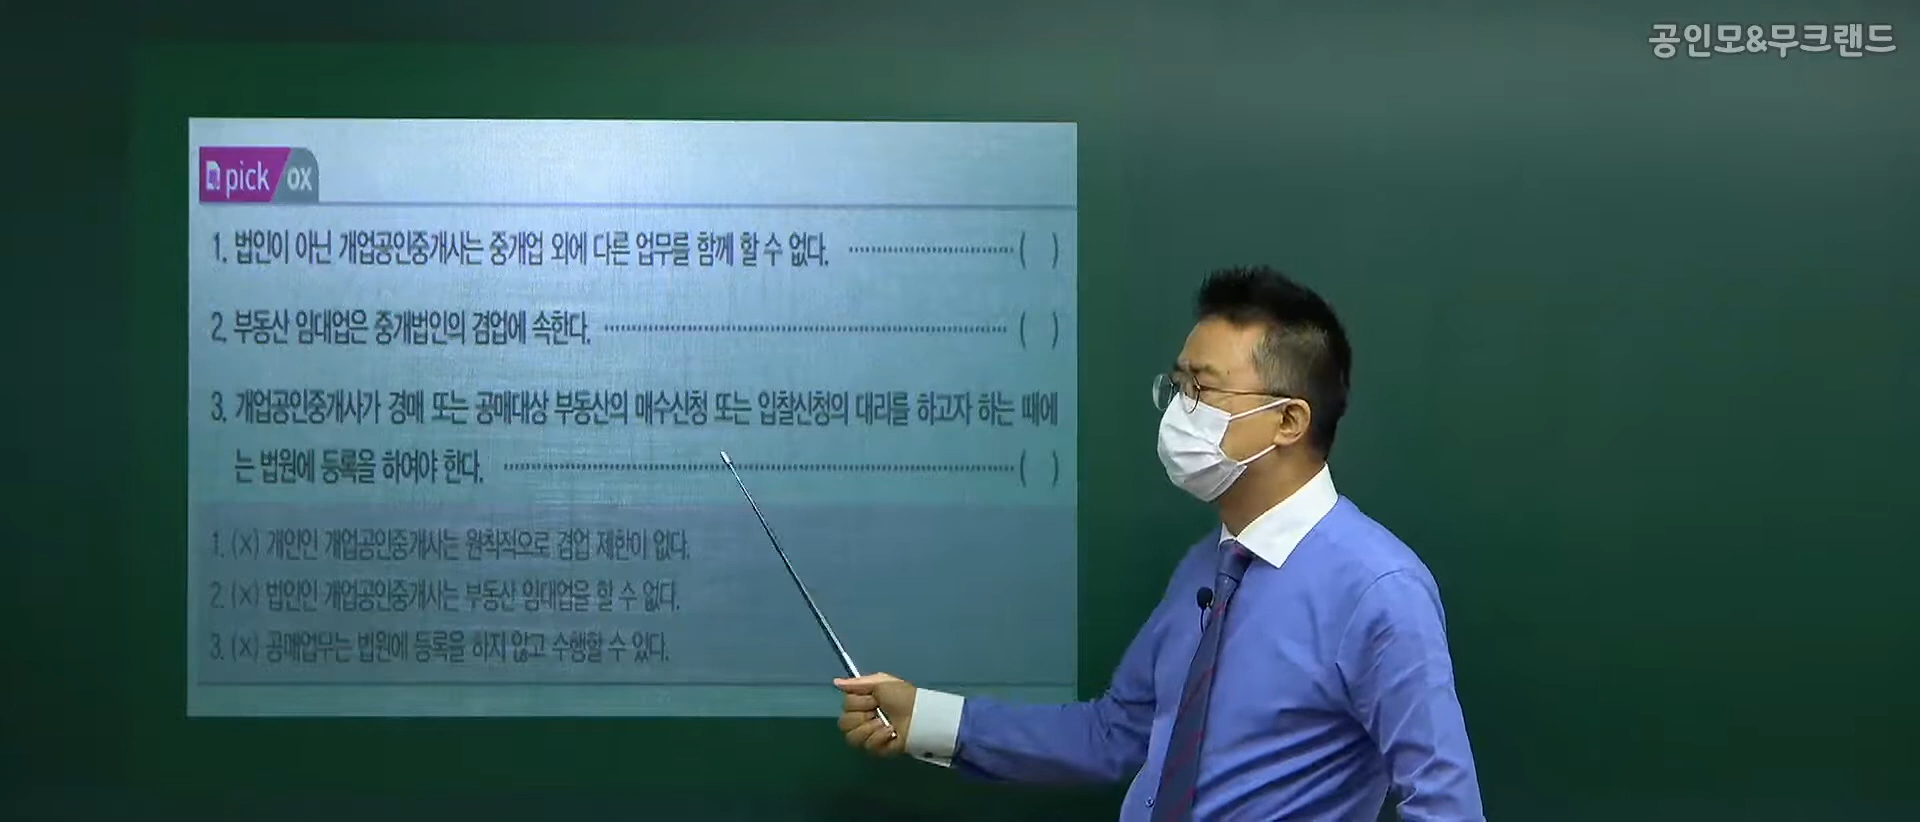 공인모&무크랜드
pick OX
1. 법인이 아닌 개업공인중개사는 중개업 외에 다른 업무를 함께 할 수 없다. ( )
2. 부동산 임대업은 중개법인의 겸업에 속한다. ( )
3. 개업공인중개사가 경매 또는 공매대상 부동산의 매수신청 또는 입찰신청의 대리를 하고자 하는 때에
는 법원에 등록을 하여야 한다. ( )
1. (×) 개인인 개업공인중개사는 원칙적으로 겸업 제한이 없다.
2. (×) 법인인 개업공인중개사는 부동산 임대업을 할 수 없다.
3. (×) 공매업무는 법원에 등록을 하지 않고 수행할 수 있다.